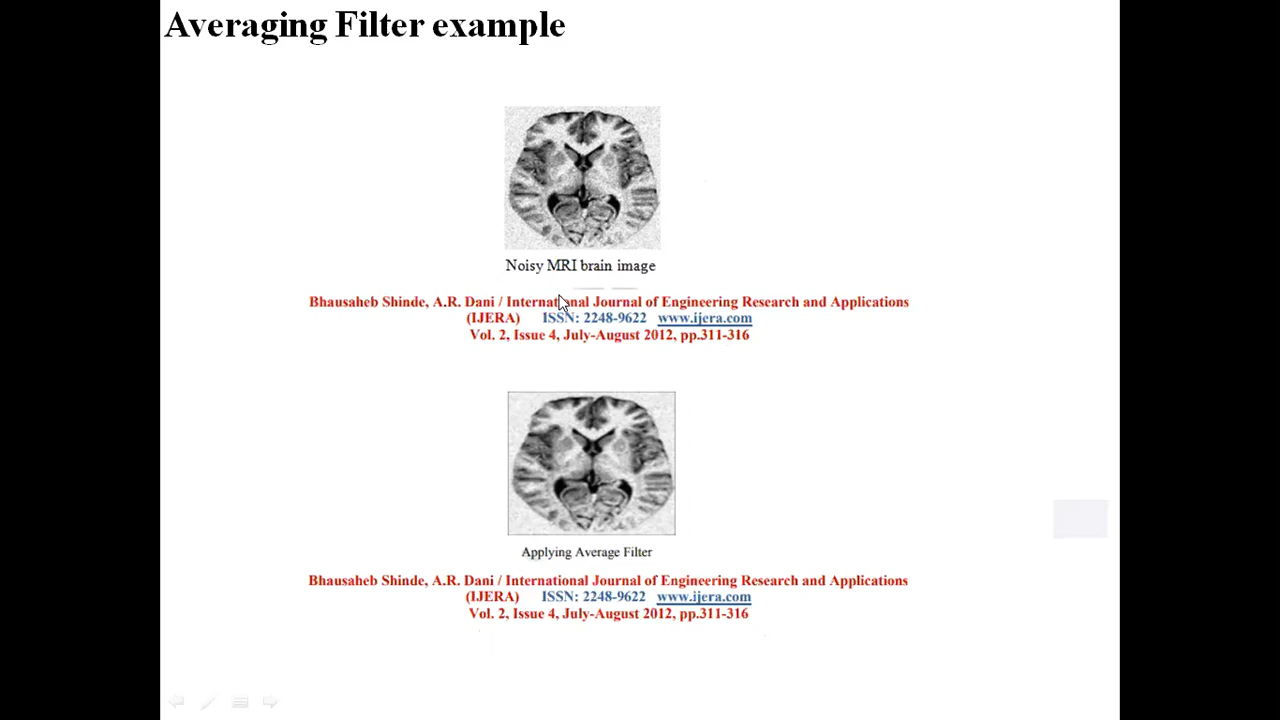 Averaging Filter example
Noisy MRI brain image
Bhausaheb Shinde, A.R. Dani / International Journal of Engineering Research and Applications
(IJERA) ISSN: 2248-9622 www.ijera.com
Vol. 2, Issue 4, July-August 2012, pp.311-316
Applying Average Filter
Bhausaheb Shinde, A.R. Dani / International Journal of Engineering Research and Applications
(IJERA) ISSN: 2248-9622 www.ijera.com
Vol. 2, Issue 4, July-August 2012, pp.311-316